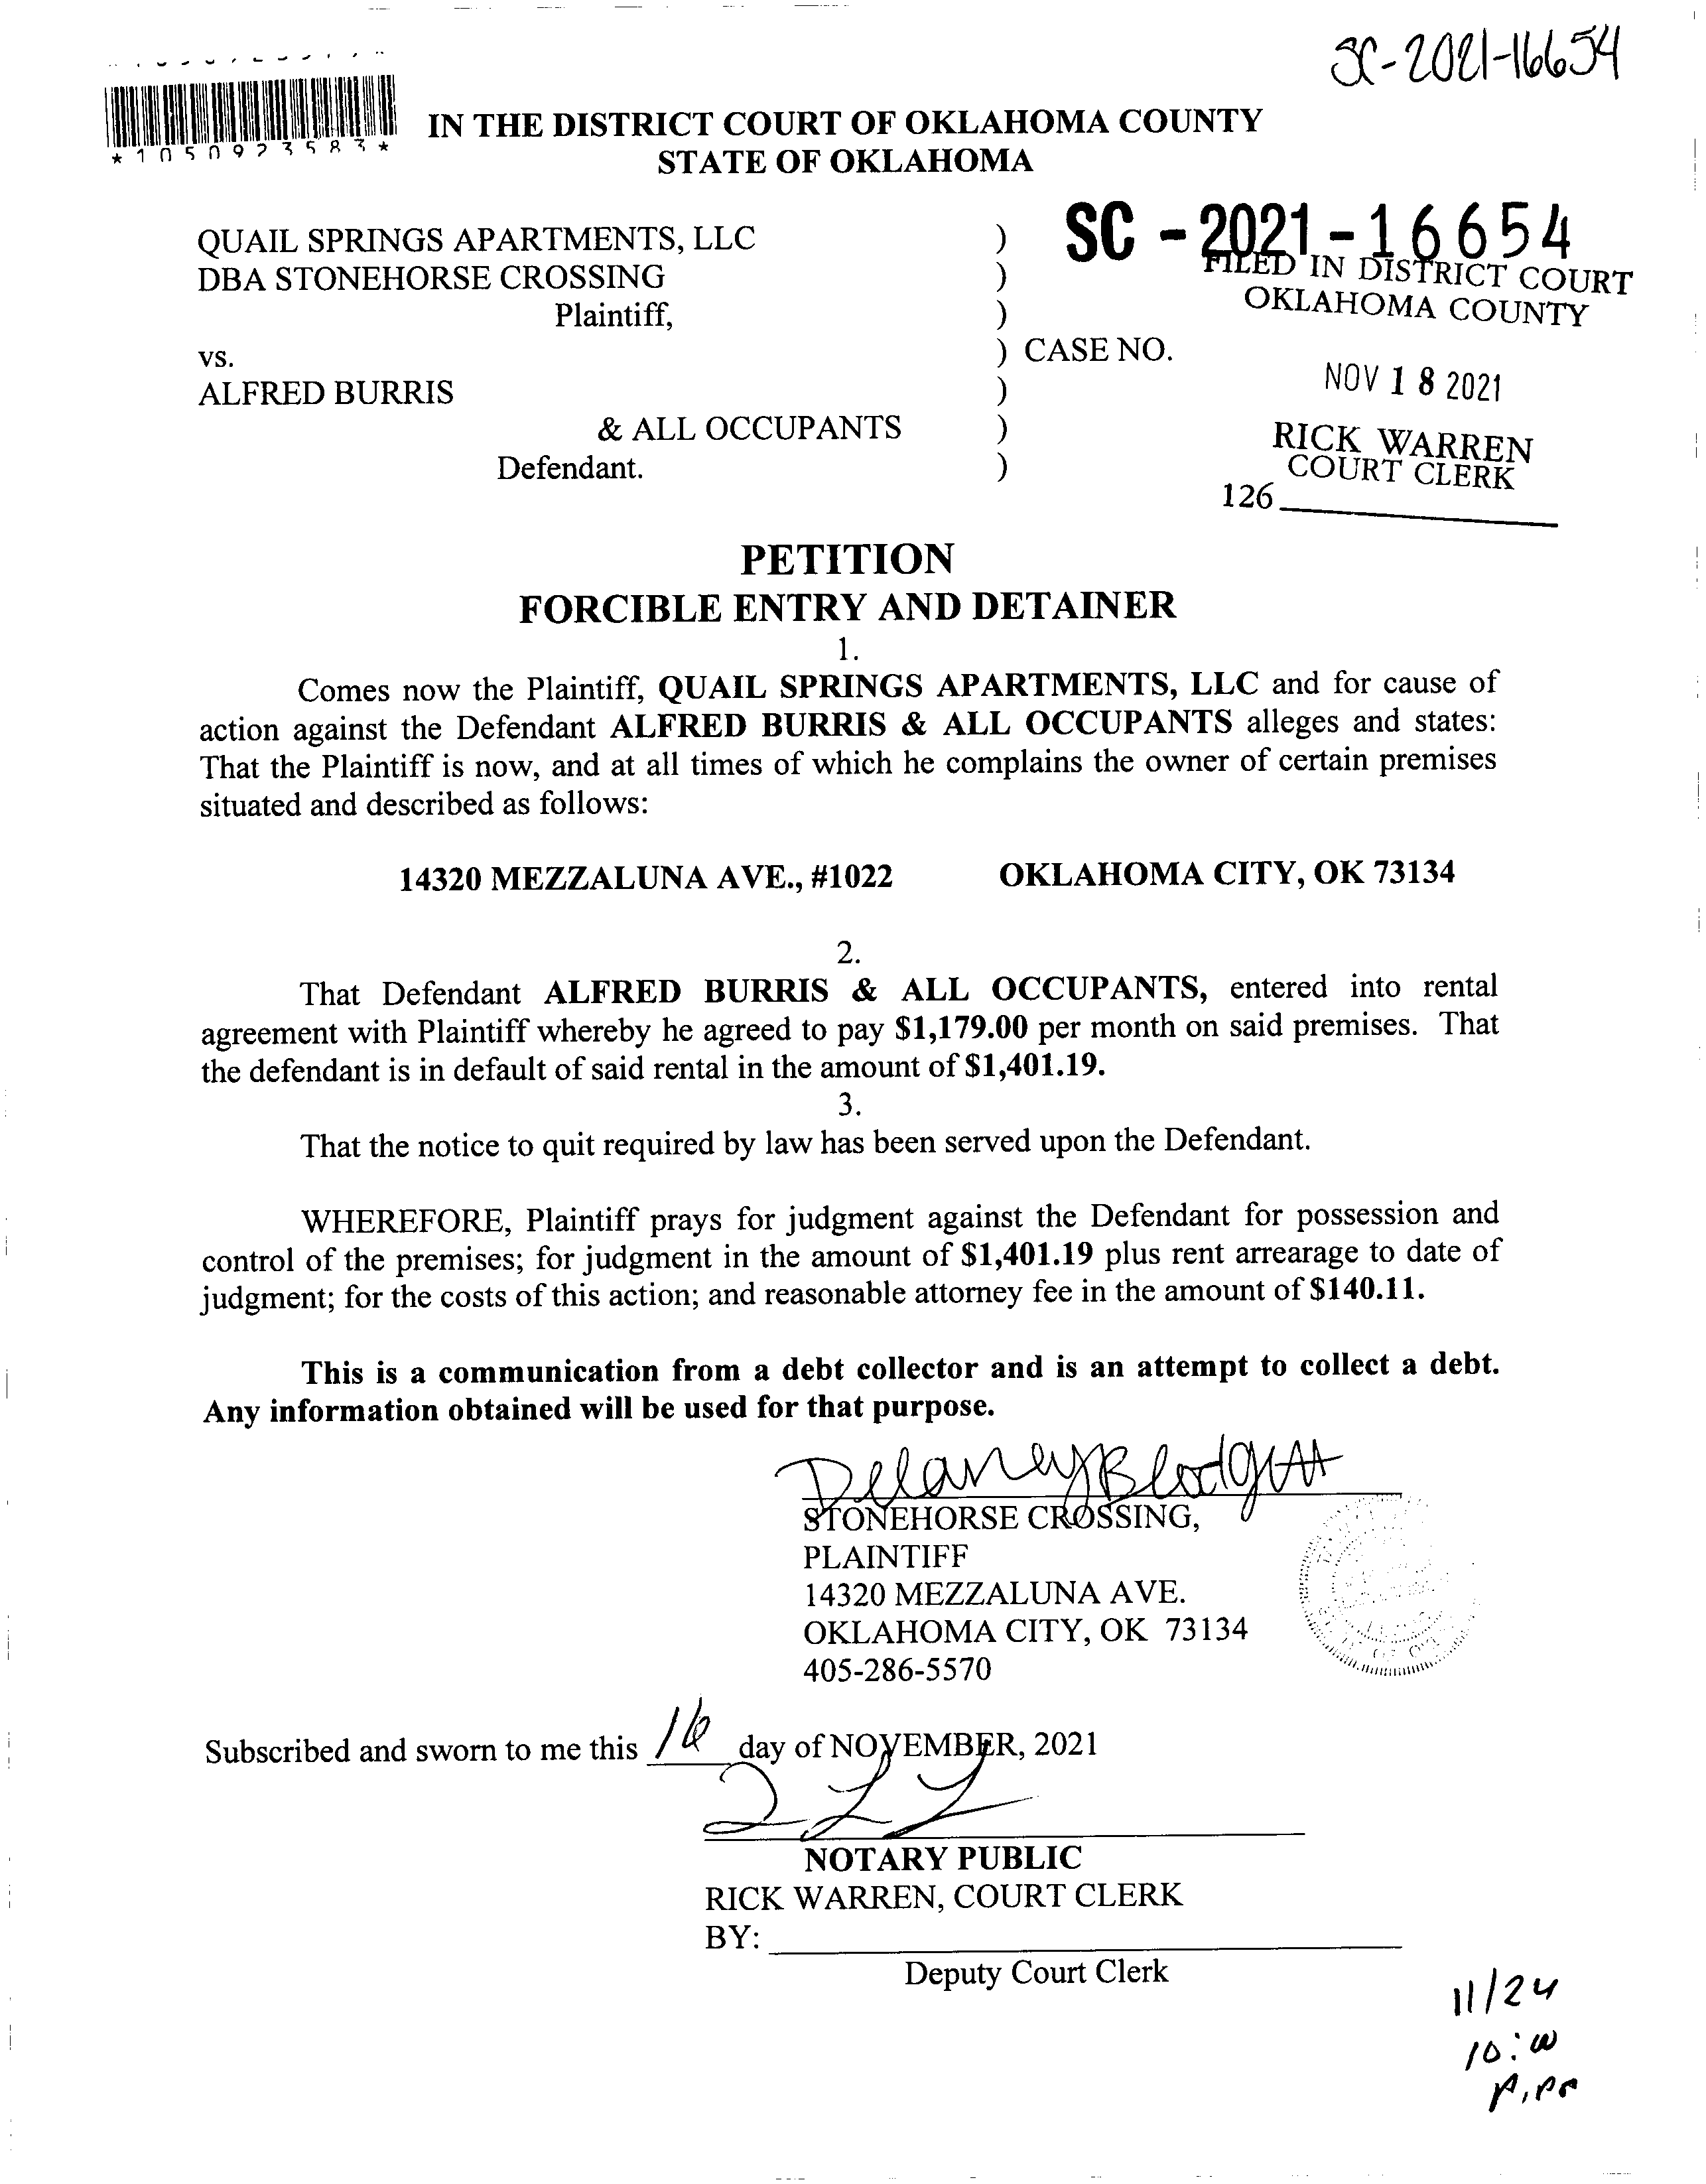 SC-2021-16654
*1050923583*
IN THE DISTRICT COURT OF OKLAHOMA COUNTY
STATE OF OKLAHOMA
QUAIL SPRINGS APARTMENTS, LLC )
DBA STONEHORSE CROSSING )
Plaintiff, )
vs. ) CASE NO.
ALFRED BURRIS )
& ALL OCCUPANTS )
Defendant. )
SC - 2021 - 16654
FILED IN DISTRICT COURT
OKLAHOMA COUNTY
NOV 18 2021
RICK WARREN
COURT CLERK
126
PETITION
FORCIBLE ENTRY AND DETAINER
1.
Comes now the Plaintiff, QUAIL SPRINGS APARTMENTS, LLC and for cause of
action against the Defendant ALFRED BURRIS & ALL OCCUPANTS alleges and states:
That the Plaintiff is now, and at all times of which he complains the owner of certain premises
situated and described as follows:
14320 MEZZALUNA AVE., #1022 OKLAHOMA CITY, OK 73134
2.
That Defendant ALFRED BURRIS & ALL OCCUPANTS, entered into rental
agreement with Plaintiff whereby he agreed to pay $1,179.00 per month on said premises. That
the defendant is in default of said rental in the amount of $1,401.19.
3.
That the notice to quit required by law has been served upon the Defendant.
WHEREFORE, Plaintiff prays for judgment against the Defendant for possession and
control of the premises; for judgment in the amount of $1,401.19 plus rent arrearage to date of
judgment; for the costs of this action; and reasonable attorney fee in the amount of $140.11.
This is a communication from a debt collector and is an attempt to collect a debt.
Any information obtained will be used for that purpose.
Delaney Blodgett
STONEHORSE CROSSING,
PLAINTIFF
14320 MEZZALUNA AVE.
OKLAHOMA CITY, OK 73134
405-286-5570
Subscribed and sworn to me this 16 day of NOVEMBER, 2021
NOTARY PUBLIC
RICK WARREN, COURT CLERK
BY:
Deputy Court Clerk
11/24
10:00